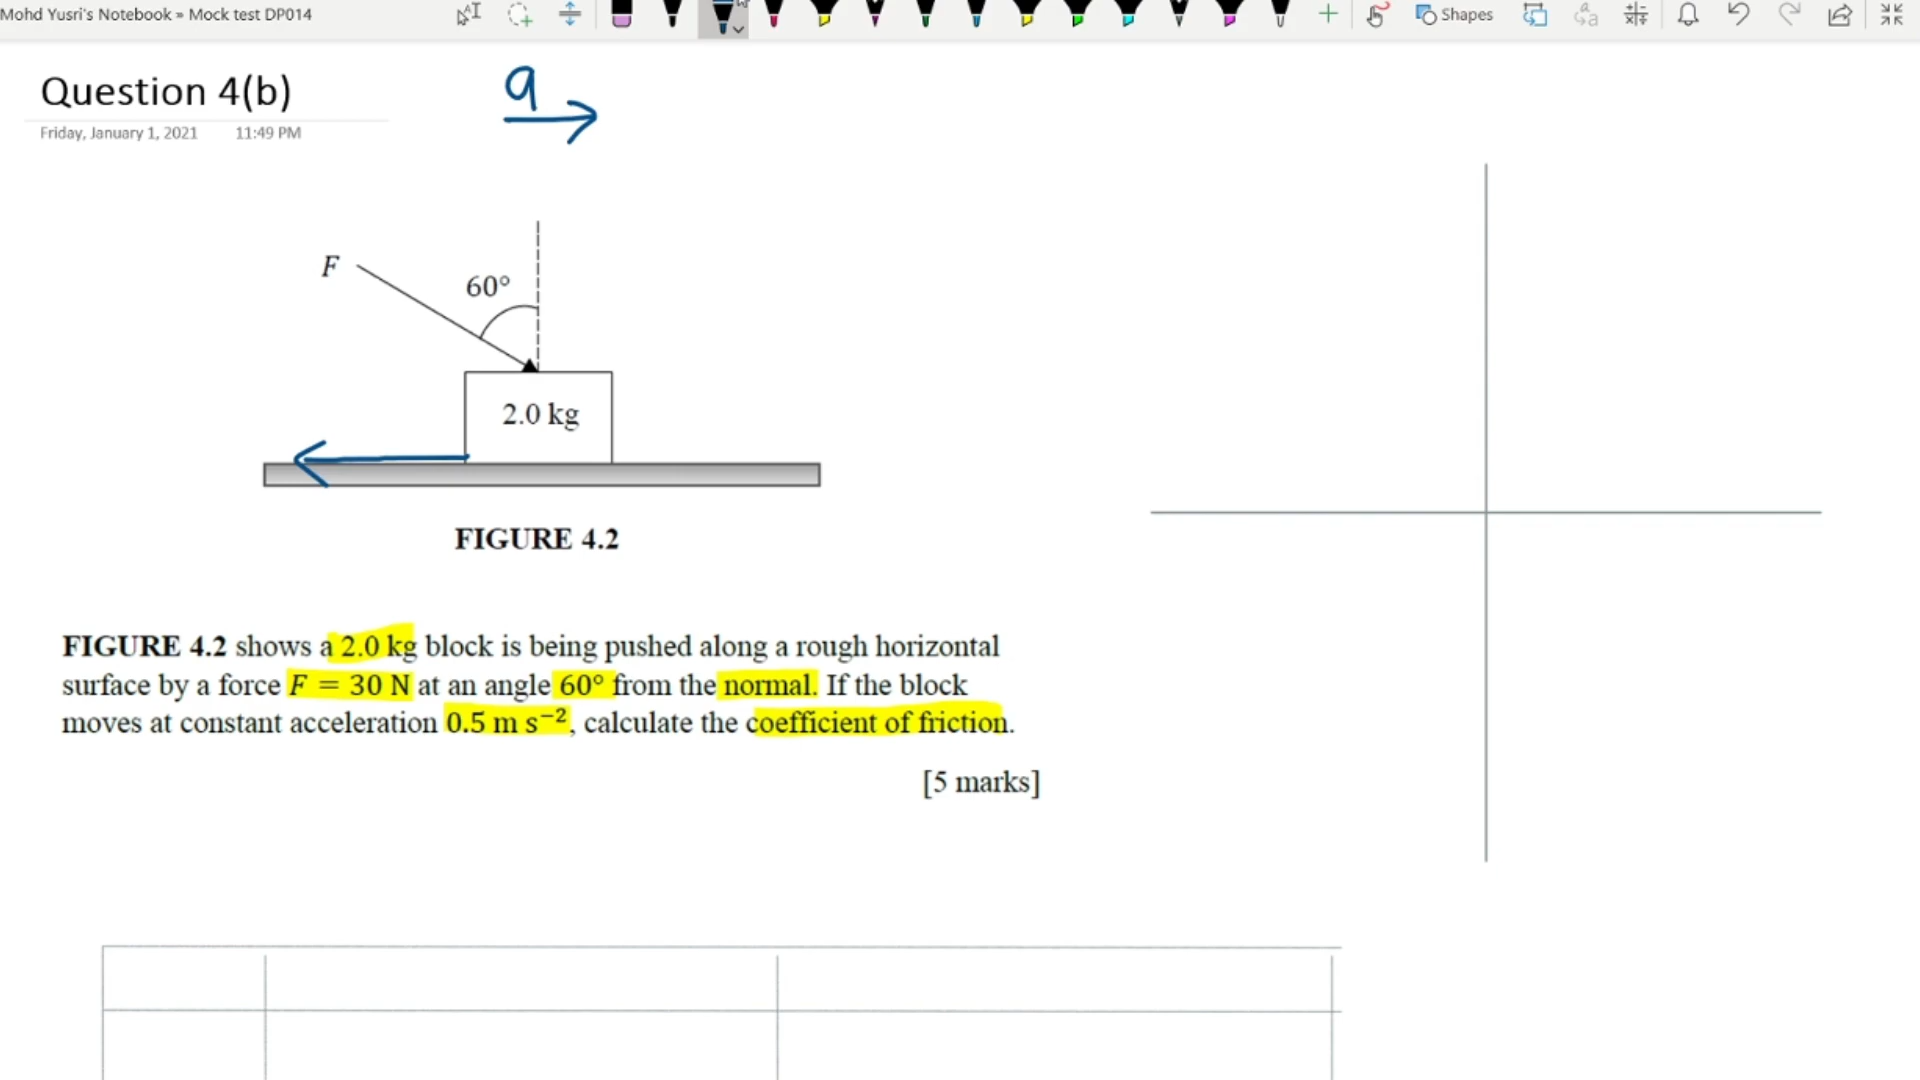 Mohd Yusri's Notebook » Mock test DP014
Shapes
Question 4(b)
Friday, January 1, 2021 11:49 PM
a
F
60°
2.0 kg
FIGURE 4.2
FIGURE 4.2 shows a 2.0 kg block is being pushed along a rough horizontal
surface by a force F = 30 N at an angle 60° from the normal. If the block
moves at constant acceleration 0.5 m s⁻², calculate the coefficient of friction.
[5 marks]